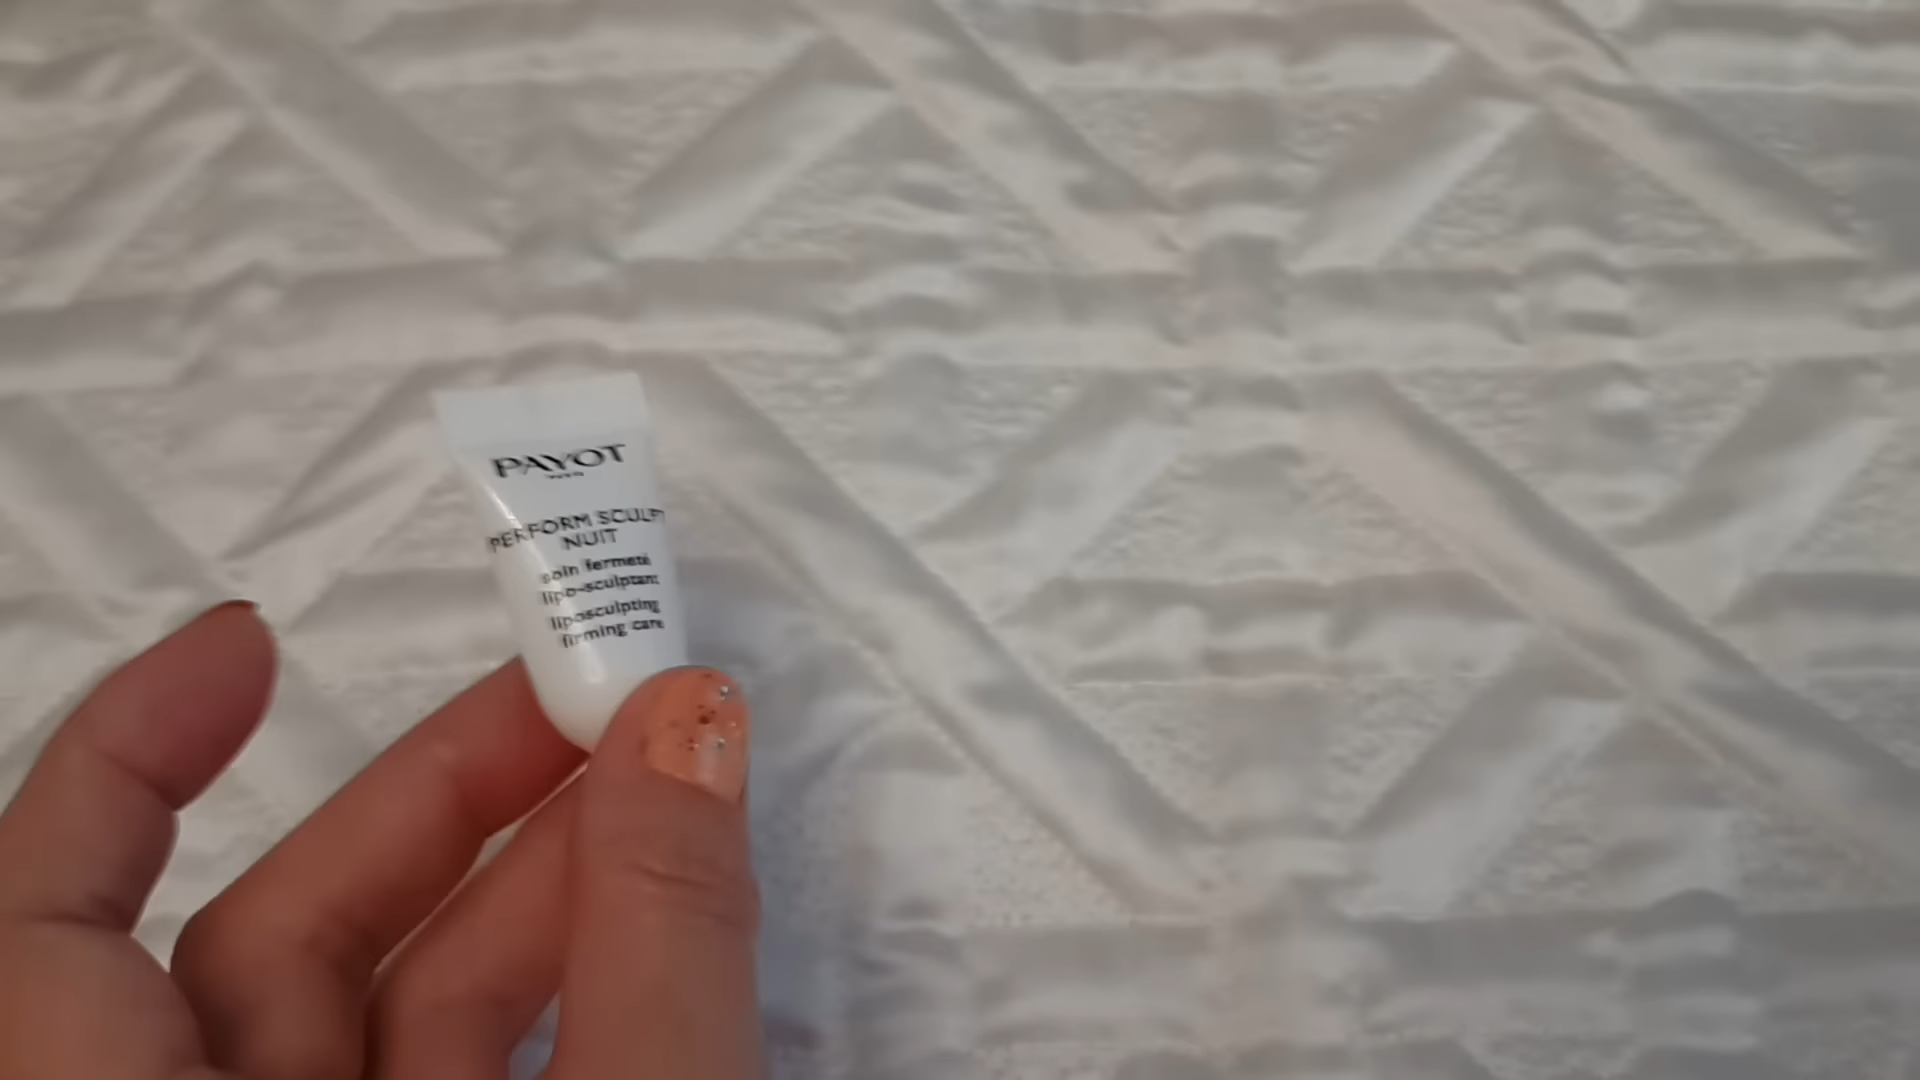 PAYOT
PERFORM SCULPT
NUIT
soin fermeté
lipo-sculptant
liposculpting
firming care